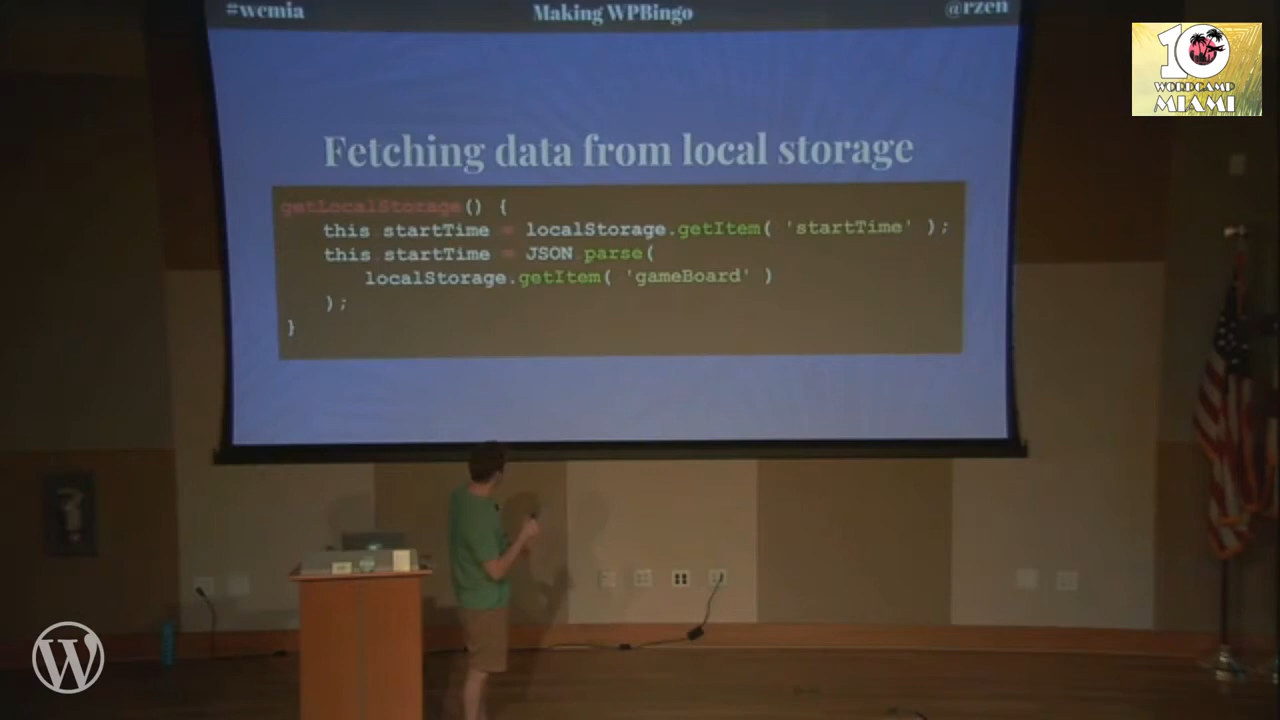 #wcmia
Making WPBingo
@rzen
10
WORDCAMP
MIAMI
Fetching data from local storage
getLocalStorage() {
this startTime = localStorage.getItem( 'startTime' );
this startTime = JSON parse(
localStorage.getItem( 'gameBoard' )
);
}